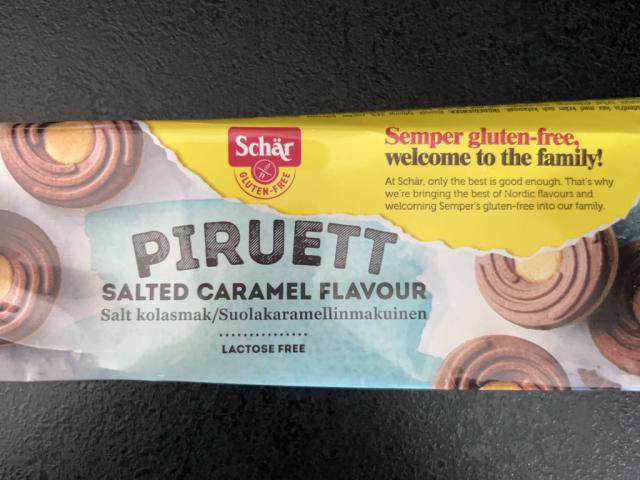 Schär
GLUTEN-FREE
Semper gluten-free,
welcome to the family!
At Schär, only the best is good enough. That's why
we're bringing the best of Nordic flavours and
welcoming Semper's gluten-free into our family.
PIRUETT
SALTED CARAMEL FLAVOUR
Salt kolasmak/Suolakaramellinmakuinen
LACTOSE FREE